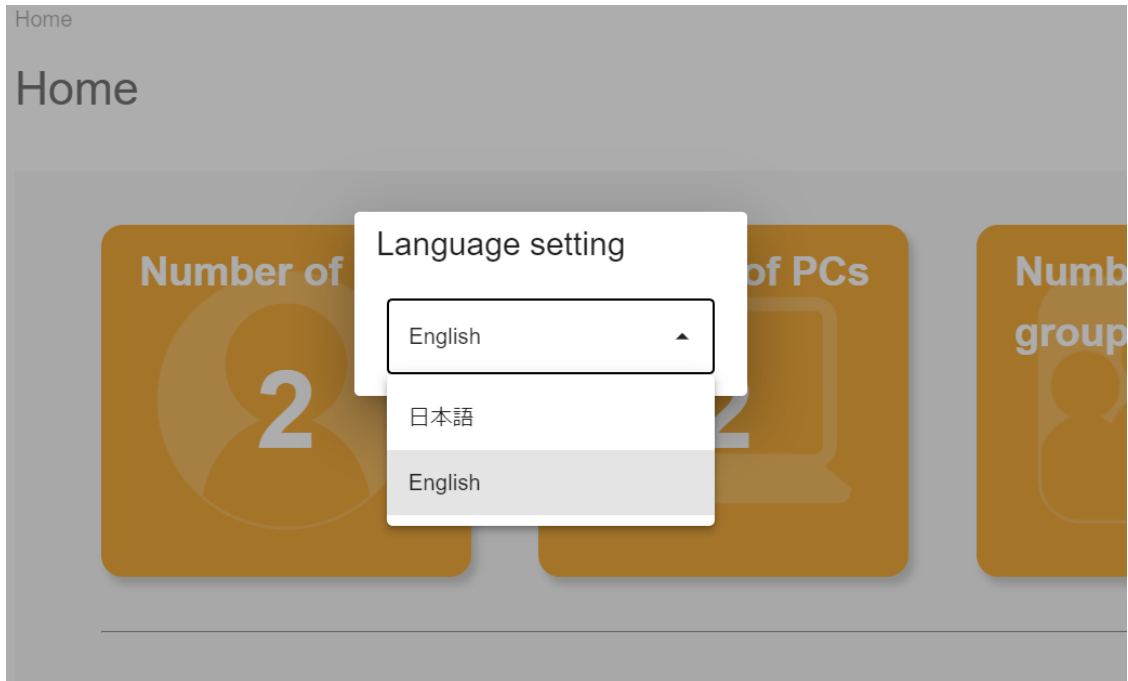 Home
Home
Number of
of PCs
Numb
group
2
2
Language setting
English
日本語
English